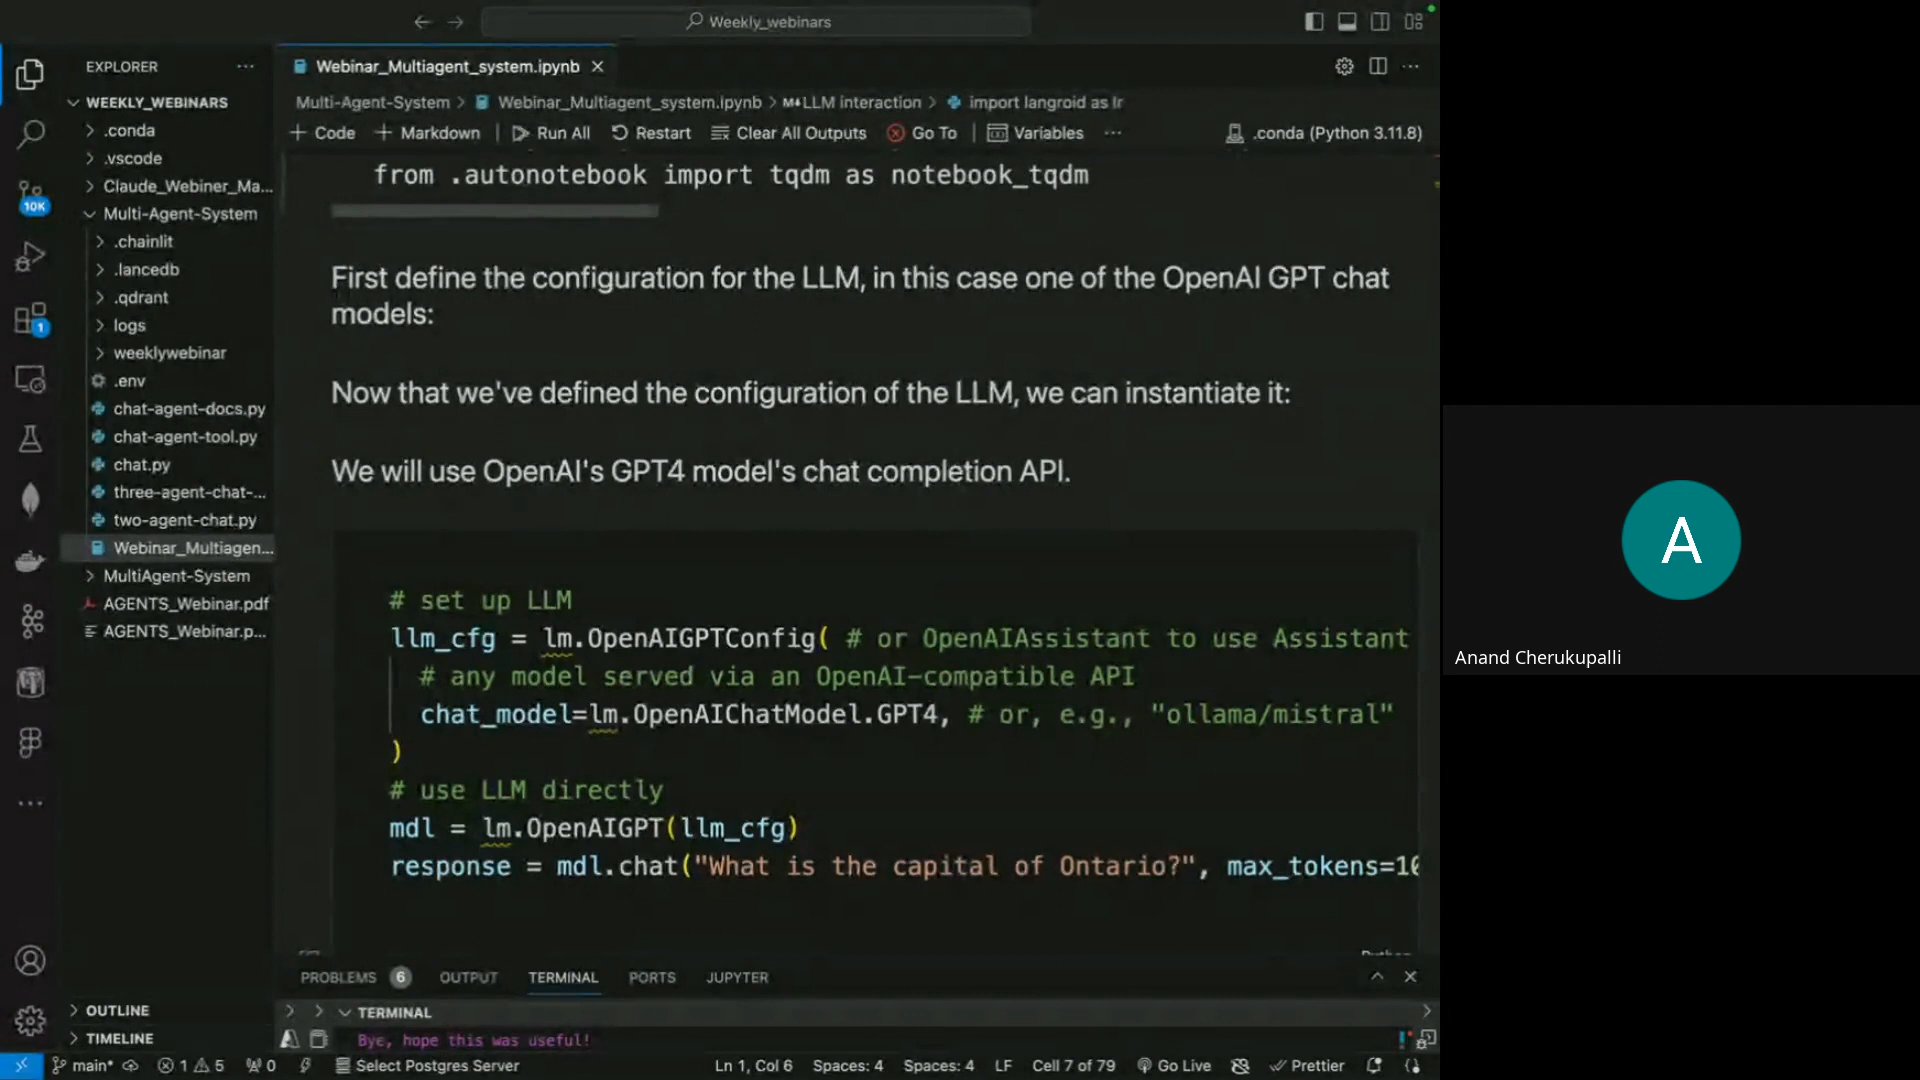 Weekly_webinars
EXPLORER
WEEKLY_WEBINARS
.conda
.vscode
Claude_Webiner_Ma...
Multi-Agent-System
.chainlit
.lancedb
.qdrant
logs
weeklywebinar
.env
chat-agent-docs.py
chat-agent-tool.py
chat.py
three-agent-chat-...
two-agent-chat.py
Webinar_Multiagen...
MultiAgent-System
AGENTS_Webinar.pdf
AGENTS_Webinar.p...
OUTLINE
TIMELINE
10K
1
Webinar_Multiagent_system.ipynb
Multi-Agent-System > Webinar_Multiagent_system.ipynb > M↓LLM interaction > import langroid as lr
+ Code + Markdown Run All Restart Clear All Outputs Go To Variables ... .conda (Python 3.11.8)
from .autonotebook import tqdm as notebook_tqdm
First define the configuration for the LLM, in this case one of the OpenAI GPT chat
models:
Now that we've defined the configuration of the LLM, we can instantiate it:
We will use OpenAI's GPT4 model's chat completion API.
# set up LLM
llm_cfg = lm.OpenAIGPTConfig( # or OpenAIAssistant to use Assistant
# any model served via an OpenAI-compatible API
chat_model=lm.OpenAIChatModel.GPT4, # or, e.g., "ollama/mistral"
)
# use LLM directly
mdl = lm.OpenAIGPT(llm_cfg)
response = mdl.chat("What is the capital of Ontario?", max_tokens=10
PROBLEMS 6 OUTPUT TERMINAL PORTS JUPYTER
TERMINAL
Bye, hope this was useful!
main* 1 5 0 Select Postgres Server Ln 1, Col 6 Spaces: 4 Spaces: 4 LF Cell 7 of 79 Go Live Prettier
A
Anand Cherukupalli